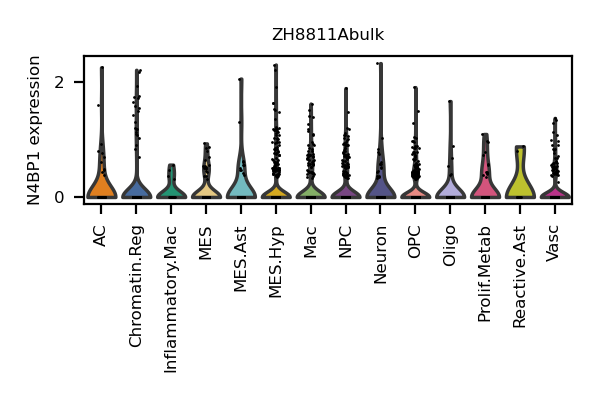 ZH8811Abulk
N4BP1 expression
2
0
AC
Chromatin.Reg
Inflammatory.Mac
MES
MES.Ast
MES.Hyp
Mac
NPC
Neuron
OPC
Oligo
Prolif.Metab
Reactive.Ast
Vasc